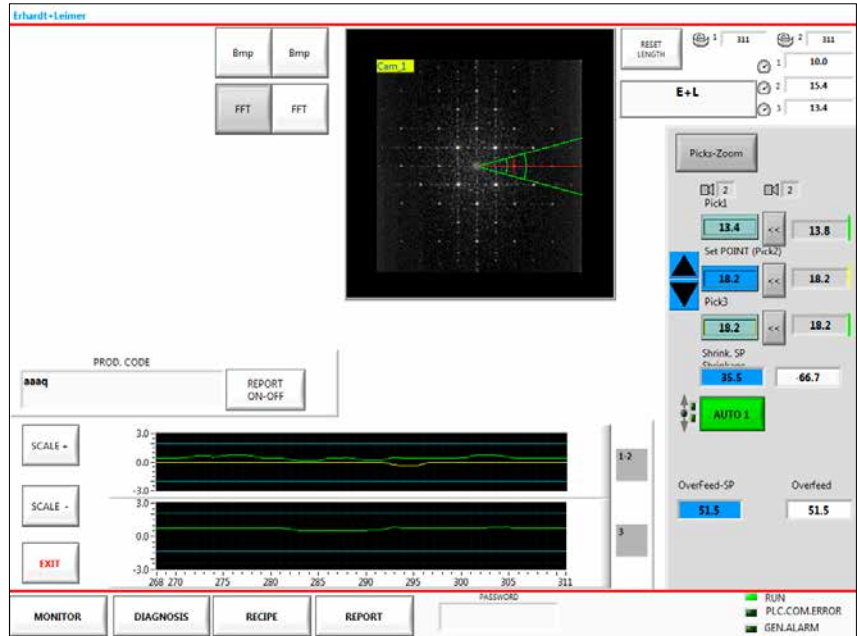 Erhardt+Leimer
Bmp
Bmp
FFT
FFT
Cam_1
RESET
LENGTH
1
311
2
311
1
10.0
2
15.4
3
13.4
E+L
Picks-Zoom
2
2
Pick1
13.4
<<
13.8
Set POINT (Pick2)
18.2
<<
18.2
Pick3
18.2
<<
18.2
Shrink. SP
Shrinkage
35.5
-66.7
AUTO 1
PROD. CODE
aaaq
REPORT
ON-OFF
SCALE +
SCALE -
EXIT
3.0
0.0
-3.0
3.0
0.0
-3.0
268 270 275 280 285 290 295 300 305 311
1-2
3
OverFeed-SP
Overfeed
51.5
51.5
MONITOR
DIAGNOSIS
RECIPE
REPORT
PASSWORD
RUN
PLC.COM.ERROR
GEN.ALARM